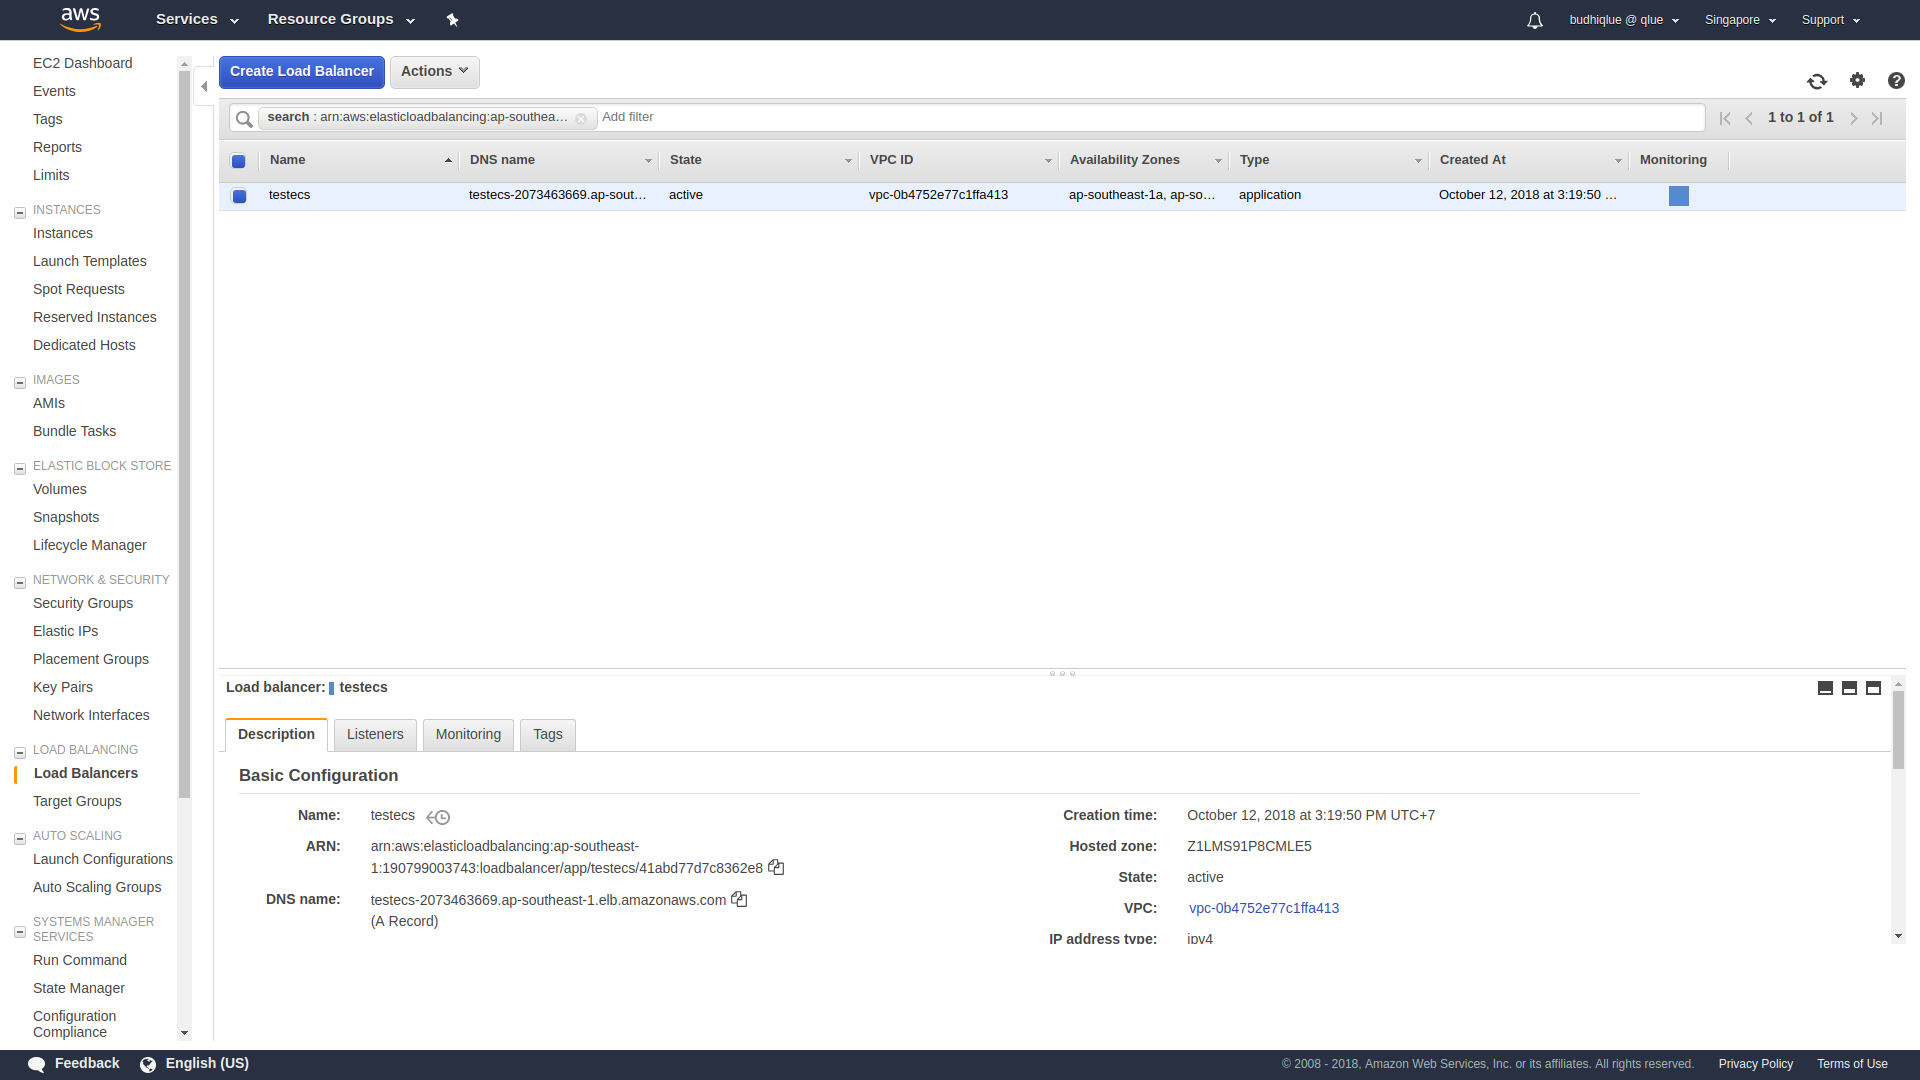 aws
Services
Resource Groups
budhiqlue @ qlue
Singapore
Support
EC2 Dashboard
Events
Tags
Reports
Limits
INSTANCES
Instances
Launch Templates
Spot Requests
Reserved Instances
Dedicated Hosts
IMAGES
AMIs
Bundle Tasks
ELASTIC BLOCK STORE
Volumes
Snapshots
Lifecycle Manager
NETWORK & SECURITY
Security Groups
Elastic IPs
Placement Groups
Key Pairs
Network Interfaces
LOAD BALANCING
Load Balancers
Target Groups
AUTO SCALING
Launch Configurations
Auto Scaling Groups
SYSTEMS MANAGER
SERVICES
Run Command
State Manager
Configuration
Compliance
Create Load Balancer
Actions
search : arn:aws:elasticloadbalancing:ap-southea... Add filter
1 to 1 of 1
Name DNS name State VPC ID Availability Zones Type Created At Monitoring
testecs testecs-2073463669.ap-sout... active vpc-0b4752e77c1ffa413 ap-southeast-1a, ap-so... application October 12, 2018 at 3:19:50 ...
Load balancer: testecs
Description Listeners Monitoring Tags
Basic Configuration
Name: testecs
ARN: arn:aws:elasticloadbalancing:ap-southeast-
1:190799003743:loadbalancer/app/testecs/41abd77d7c8362e8
DNS name: testecs-2073463669.ap-southeast-1.elb.amazonaws.com
(A Record)
Creation time: October 12, 2018 at 3:19:50 PM UTC+7
Hosted zone: Z1LMS91P8CMLE5
State: active
VPC: vpc-0b4752e77c1ffa413
IP address type: ipv4
Feedback
English (US)
© 2008 - 2018, Amazon Web Services, Inc. or its affiliates. All rights reserved.
Privacy Policy
Terms of Use